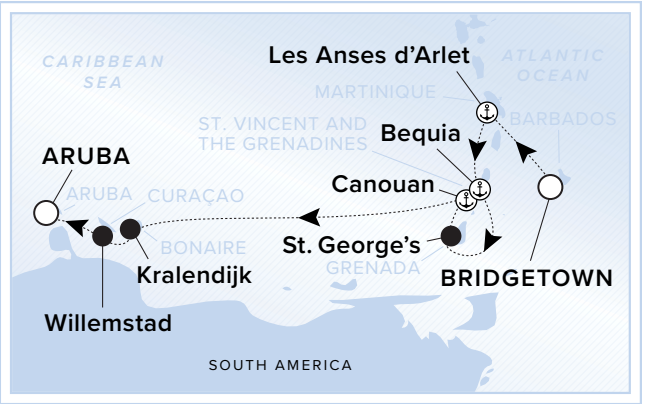 Les Anses d’Arlet
CARIBBEAN
SEA
ATLANTIC
OCEAN
MARTINIQUE
ST. VINCENT AND
THE GRENADINES
BARBADOS
Bequia
ARUBA
Canouan
ARUBA
CURAÇAO
St. George’s
BONAIRE
GRENADA
Kralendijk
BRIDGETOWN
Willemstad
SOUTH AMERICA